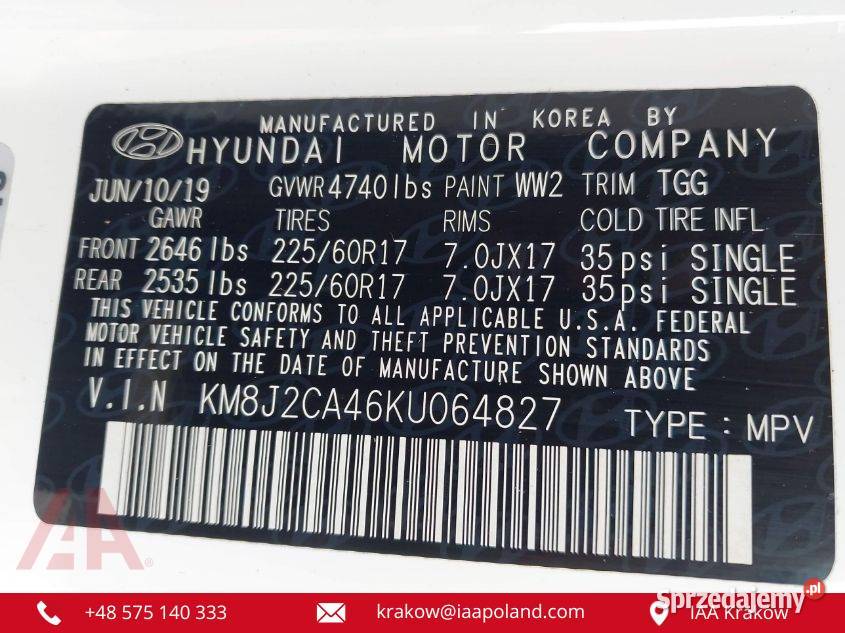 MANUFACTURED IN KOREA BY
HYUNDAI MOTOR COMPANY
JUN/10/19 GVWR 4740lbs PAINT WW2 TRIM TGG
GAWR TIRES RIMS COLD TIRE INFL
FRONT 2646 lbs 225/60R17 7.0JX17 35psi SINGLE
REAR 2535 lbs 225/60R17 7.0JX17 35psi SINGLE
THIS VEHICLE CONFORMS TO ALL APPLICABLE U.S.A. FEDERAL
MOTOR VEHICLE SAFETY AND THEFT PREVENTION STANDARDS
IN EFFECT ON THE DATE OF MANUFACTURE SHOWN ABOVE
V.I.N KM8J2CA46KU064827 TYPE : MPV
IAA®
+48 575 140 333 krakow@iaapoland.com IAA Kraków
Sprzedajemy.pl